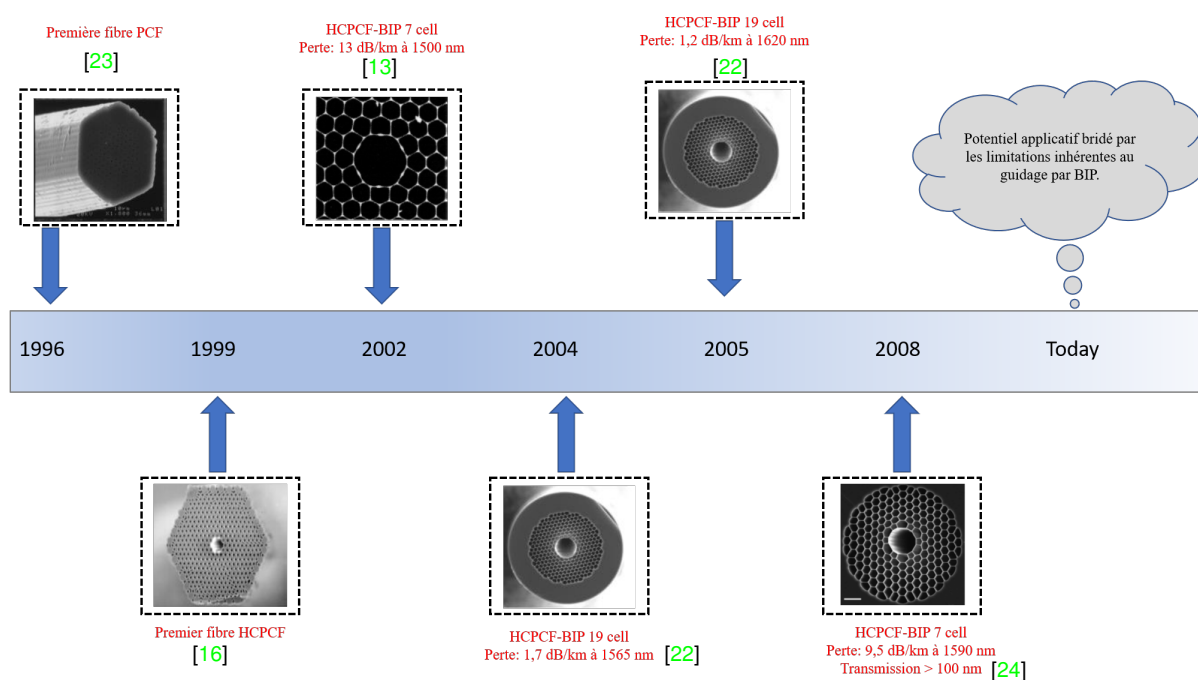 Première fibre PCF
[23]
HCPCF-BIP 7 cell
Perte: 13 dB/km à 1500 nm
[13]
HCPCF-BIP 19 cell
Perte: 1,2 dB/km à 1620 nm
[22]
Potentiel applicatif bridé par
les limitations inhérentes au
guidage par BIP.
1996
1999
2002
2004
2005
2008
Today
Premier fibre HCPCF
[16]
HCPCF-BIP 19 cell
Perte: 1,7 dB/km à 1565 nm [22]
HCPCF-BIP 7 cell
Perte: 9,5 dB/km à 1590 nm
Transmission > 100 nm [24]